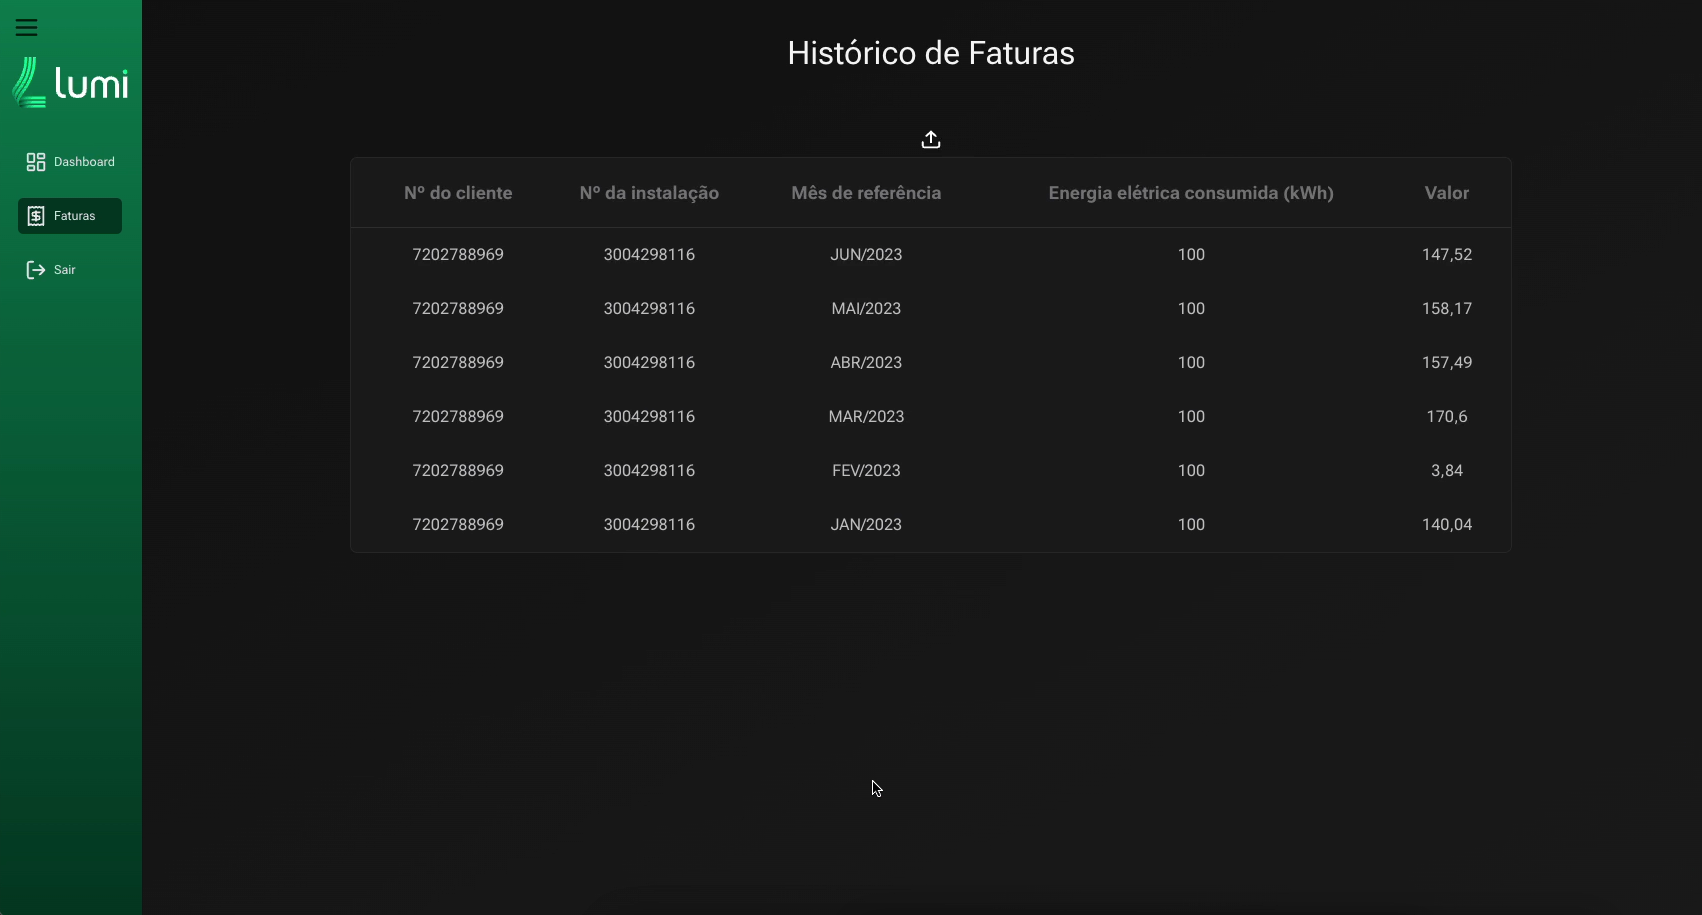 Histórico de Faturas
lumi
Dashboard
Faturas
Sair
Nº do cliente Nº da instalação Mês de referência Energia elétrica consumida (kWh) Valor
7202788969 3004298116 JUN/2023 100 147,52
7202788969 3004298116 MAI/2023 100 158,17
7202788969 3004298116 ABR/2023 100 157,49
7202788969 3004298116 MAR/2023 100 170,6
7202788969 3004298116 FEV/2023 100 3,84
7202788969 3004298116 JAN/2023 100 140,04